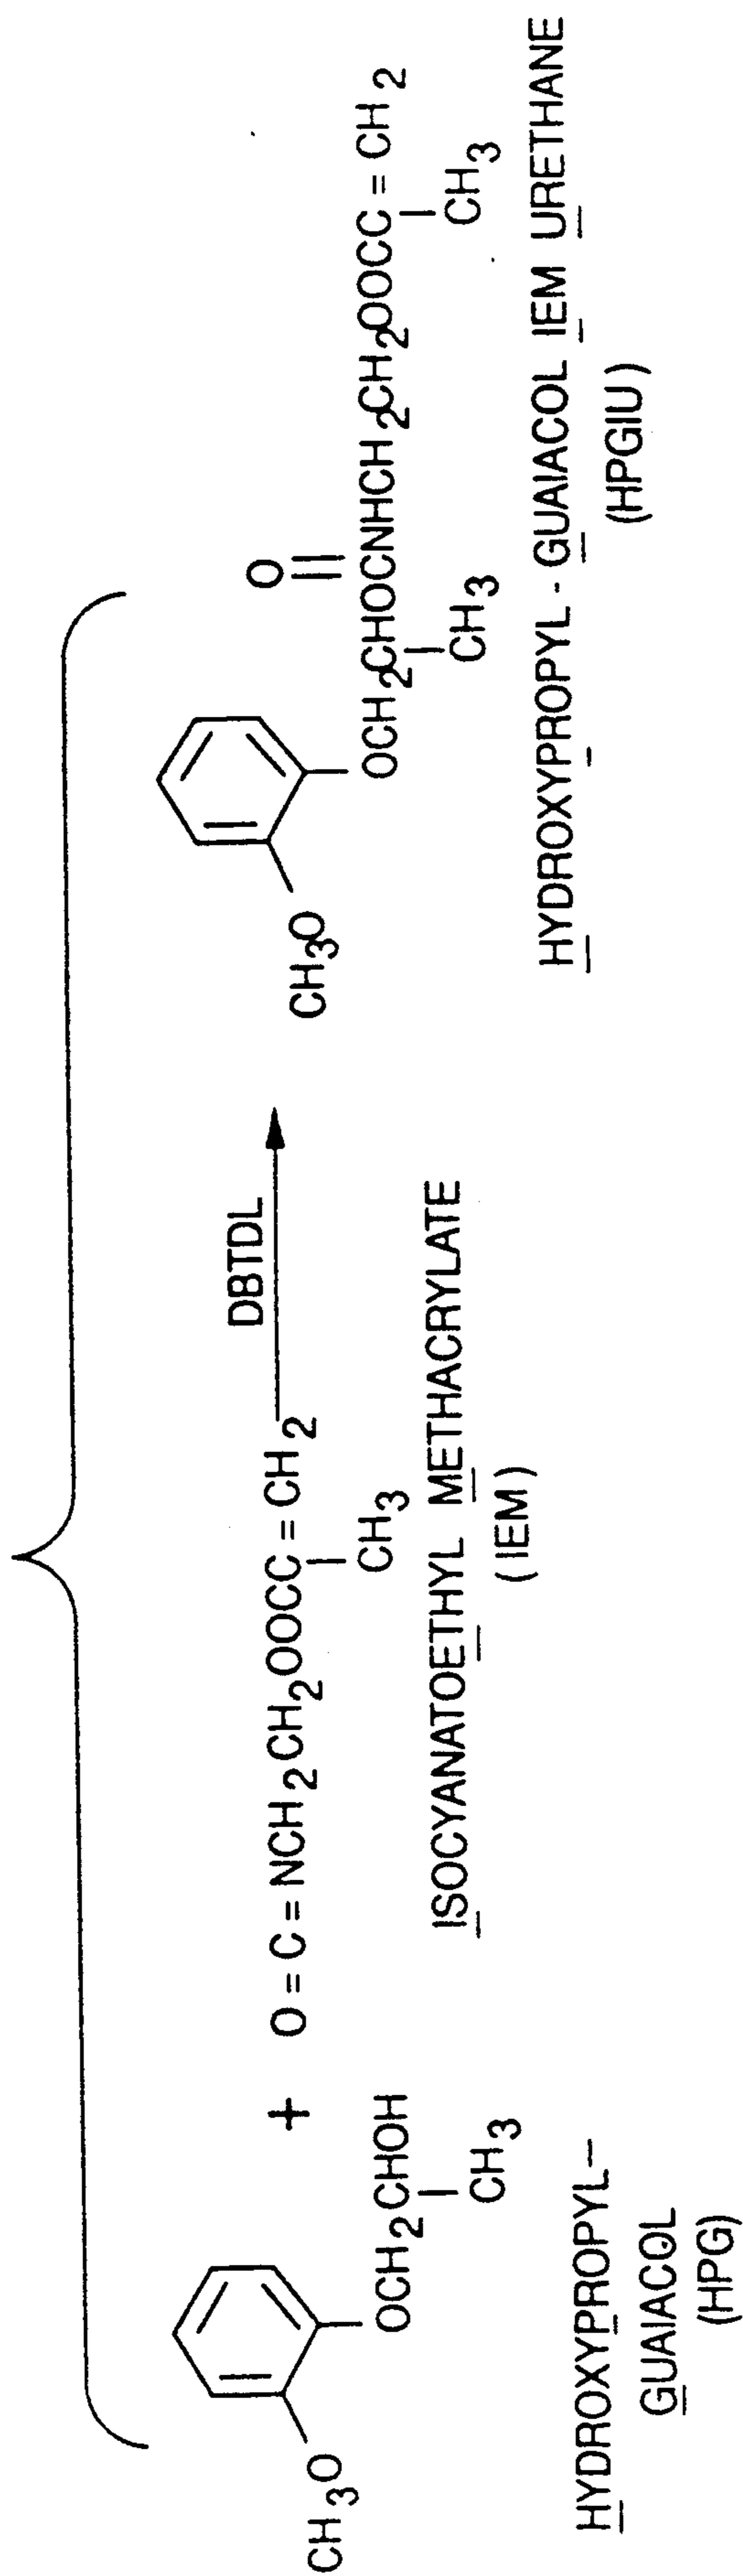 CH3O
OCH2CHOH
CH3
HYDROXYPROPYL–
GUAIACOL
(HPG)
+
O = C = NCH2CH2OOCC = CH2
CH3
ISOCYANATOETHYL METHACRYLATE
(IEM)
DBTDL
CH3O
O
OCH2CHOCNHCH2CH2OOCC = CH2
CH3
CH3
HYDROXYPROPYL - GUAIACOL IEM URETHANE
(HPGIU)